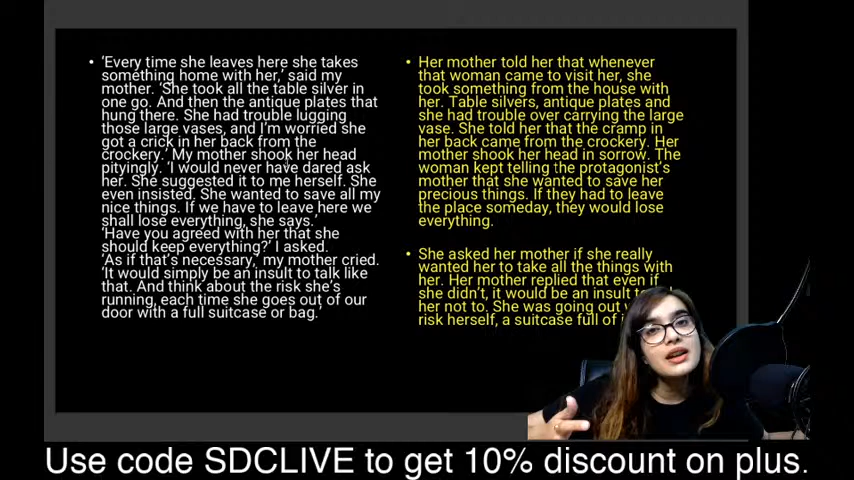 ‘Every time she leaves here she takes
something home with her,’ said my
mother. ‘She took all the table silver in
one go. And then the antique plates that
hung there. She had trouble lugging
those large vases, and I’m worried she
got a crick in her back from the
crockery.’ My mother shook her head
pityingly. ‘I would never have dared ask
her. She suggested it to me herself. She
even insisted. She wanted to save all my
nice things. If we have to leave here we
shall lose everything, she says.’
‘Have you agreed with her that she
should keep everything?’ I asked.
‘As if that’s necessary,’ my mother cried.
‘It would simply be an insult to talk like
that. And think about the risk she’s
running, each time she goes out of our
door with a full suitcase or bag.’
Her mother told her that whenever
that woman came to visit her, she
took something from the house with
her. Table silvers, antique plates and
she had trouble over carrying the large
vase. She told her that the cramp in
her back came from the crockery. Her
mother shook her head in sorrow. The
woman kept telling the protagonist’s
mother that she wanted to save her
precious things. If they had to leave
the place someday, they would lose
everything.
She asked her mother if she really
wanted her to take all the things with
her. Her mother replied that even if
she didn’t, it would be an insult
her not to. She was going out
risk herself, a suitcase full of
Use code SDCLIVE to get 10% discount on plus.